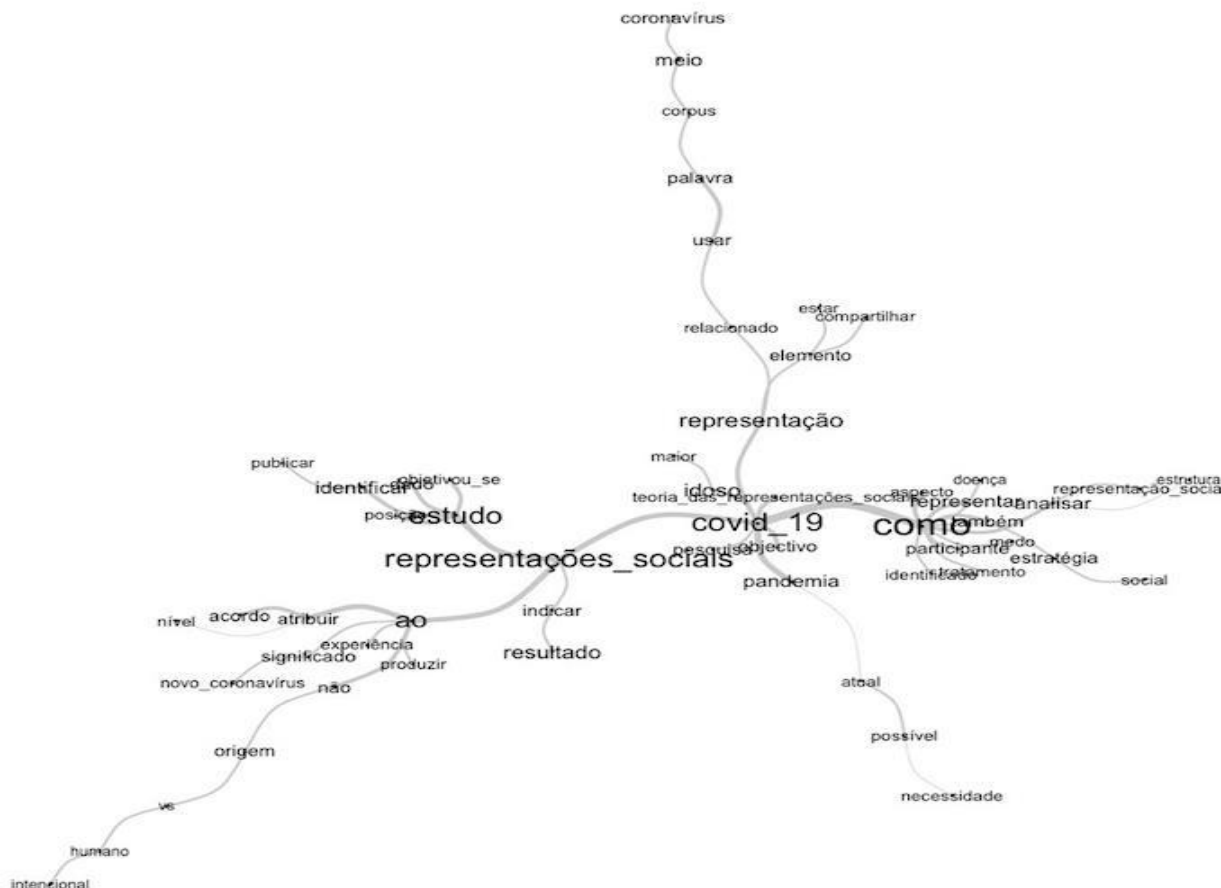 coronavírus
meio
corpus
palavra
usar
estar
compartilhar
relacionado
elemento
representação
maior
publicar
objetivou_se
identificar
idoso
doença
estrutura
teoria_das_representações_sociais
aspecto
representação_social
representar
analisar
posição
estudo
covid_19
como
também
medo
representações_sociais
pesquisa
objectivo
participante
estratégia
identificado
tratamento
social
pandemia
nível
acordo
atribuir
ao
indicar
experiência
significado
produzir
resultado
novo_coronavírus
não
atual
origem
possível
vs
necessidade
humano
intencional